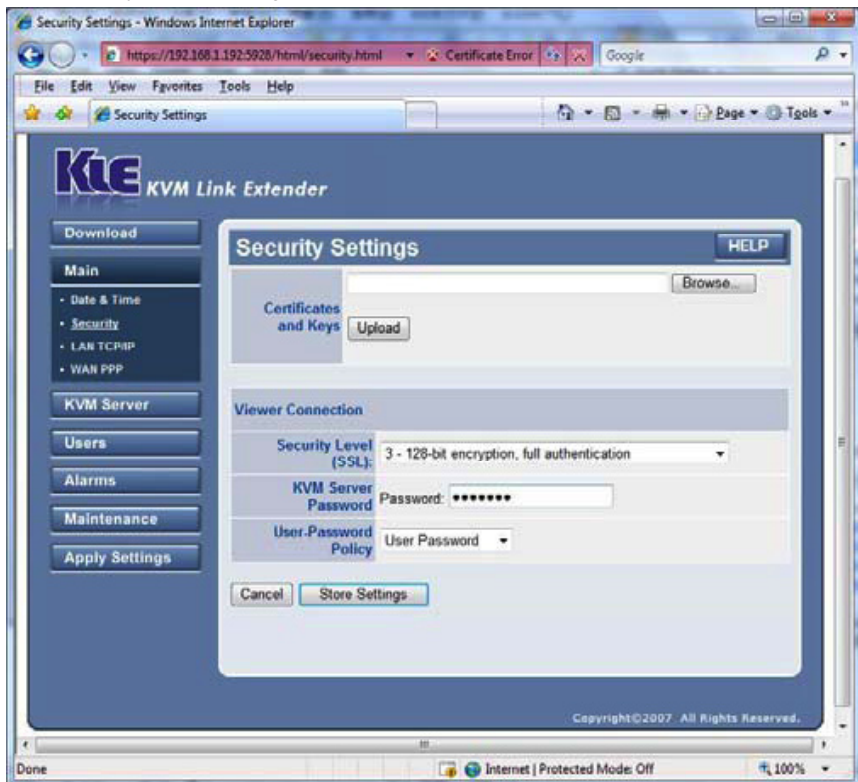 Security Settings - Windows Internet Explorer
https://192.168.1.192:5928/html/security.html
Certificate Error
Google
File Edit View Favorites Tools Help
Security Settings
Page
Tools
KLE KVM Link Extender
Download
Main
• Date & Time
• Security
• LAN TCP/IP
• WAN PPP
KVM Server
Users
Alarms
Maintenance
Apply Settings
Security Settings
HELP
Certificates and Keys
Browse...
Upload
Viewer Connection
Security Level (SSL):
3 - 128-bit encryption, full authentication
KVM Server Password
Password: •••••••
User-Password Policy
User Password
Cancel
Store Settings
Copyright©2007 All Rights Reserved.
Done
Internet | Protected Mode: Off
100%